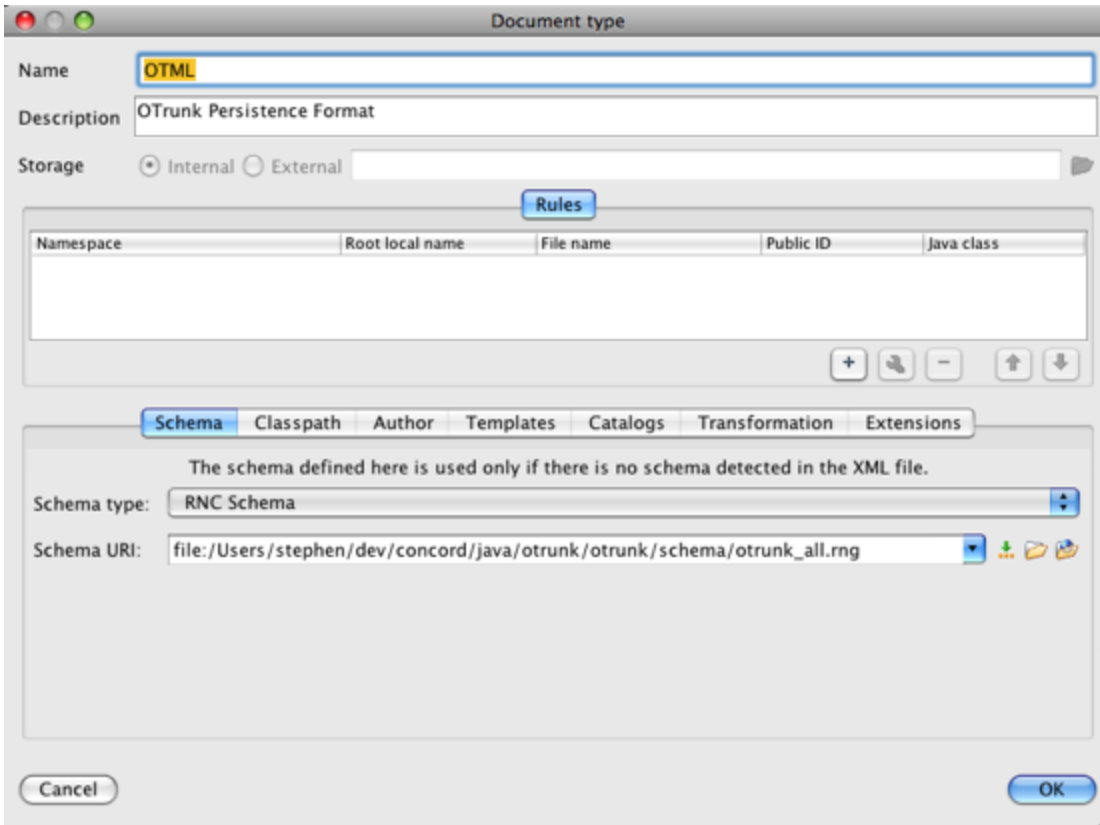 Document type
Name OTML
Description OTrunk Persistence Format
Storage Internal External
Rules
Namespace Root local name File name Public ID Java class
+ -
Schema Classpath Author Templates Catalogs Transformation Extensions
The schema defined here is used only if there is no schema detected in the XML file.
Schema type: RNC Schema
Schema URI: file:/Users/stephen/dev/concord/java/otrunk/otrunk/schema/otrunk_all.rng
Cancel OK